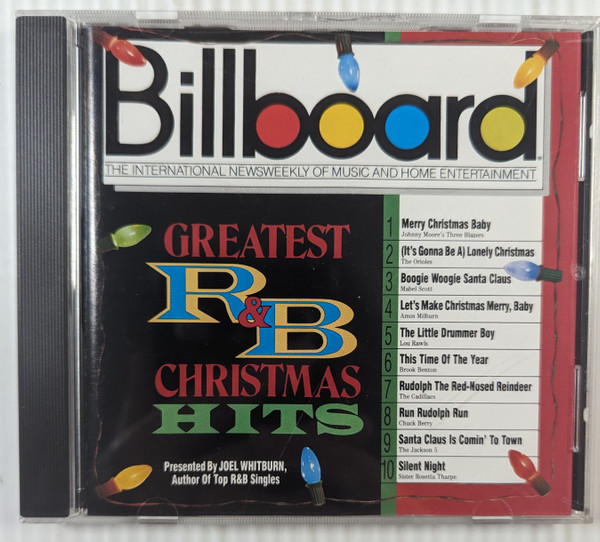 Billboard
THE INTERNATIONAL NEWSWEEKLY OF MUSIC AND HOME ENTERTAINMENT
GREATEST
R&B
CHRISTMAS
HITS
Presented By JOEL WHITBURN,
Author Of Top R&B Singles
1 Merry Christmas Baby
Johnny Moore's Three Blazers
2 (It's Gonna Be A) Lonely Christmas
The Orioles
3 Boogie Woogie Santa Claus
Mabel Scott
4 Let's Make Christmas Merry, Baby
Amos Milburn
5 The Little Drummer Boy
Lou Rawls
6 This Time Of The Year
Brook Benton
7 Rudolph The Red-Nosed Reindeer
The Cadillacs
8 Run Rudolph Run
Chuck Berry
9 Santa Claus Is Comin' To Town
The Jackson 5
10 Silent Night
Sister Rosetta Tharpe